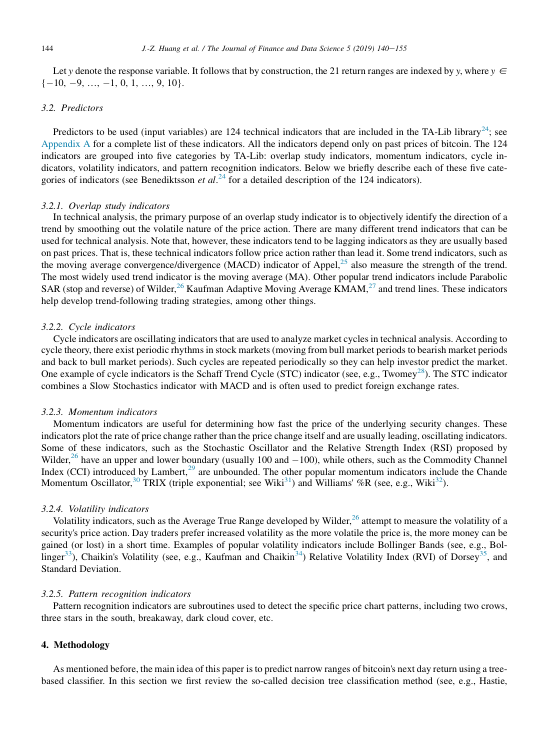 144
J.-Z. Huang et al. / The Journal of Finance and Data Science 5 (2019) 140–155
Let y denote the response variable. It follows that by construction, the 21 return ranges are indexed by y, where y ∈
{−10, −9, …, −1, 0, 1, …, 9, 10}.
3.2. Predictors
Predictors to be used (input variables) are 124 technical indicators that are included in the TA-Lib library24; see
Appendix A for a complete list of these indicators. All the indicators depend only on past prices of bitcoin. The 124
indicators are grouped into five categories by TA-Lib: overlap study indicators, momentum indicators, cycle in-
dicators, volatility indicators, and pattern recognition indicators. Below we briefly describe each of these five cate-
gories of indicators (see Benediktsson et al.24 for a detailed description of the 124 indicators).
3.2.1. Overlap study indicators
In technical analysis, the primary purpose of an overlap study indicator is to objectively identify the direction of a
trend by smoothing out the volatile nature of the price action. There are many different trend indicators that can be
used for technical analysis. Note that, however, these indicators tend to be lagging indicators as they are usually based
on past prices. That is, these technical indicators follow price action rather than lead it. Some trend indicators, such as
the moving average convergence/divergence (MACD) indicator of Appel,25 also measure the strength of the trend.
The most widely used trend indicator is the moving average (MA). Other popular trend indicators include Parabolic
SAR (stop and reverse) of Wilder,26 Kaufman Adaptive Moving Average KMAM,27 and trend lines. These indicators
help develop trend-following trading strategies, among other things.
3.2.2. Cycle indicators
Cycle indicators are oscillating indicators that are used to analyze market cycles in technical analysis. According to
cycle theory, there exist periodic rhythms in stock markets (moving from bull market periods to bearish market periods
and back to bull market periods). Such cycles are repeated periodically so they can help investor predict the market.
One example of cycle indicators is the Schaff Trend Cycle (STC) indicator (see, e.g., Twomey28). The STC indicator
combines a Slow Stochastics indicator with MACD and is often used to predict foreign exchange rates.
3.2.3. Momentum indicators
Momentum indicators are useful for determining how fast the price of the underlying security changes. These
indicators plot the rate of price change rather than the price change itself and are usually leading, oscillating indicators.
Some of these indicators, such as the Stochastic Oscillator and the Relative Strength Index (RSI) proposed by
Wilder,26 have an upper and lower boundary (usually 100 and −100), while others, such as the Commodity Channel
Index (CCI) introduced by Lambert,29 are unbounded. The other popular momentum indicators include the Chande
Momentum Oscillator,30 TRIX (triple exponential; see Wiki31) and Williams' %R (see, e.g., Wiki32).
3.2.4. Volatility indicators
Volatility indicators, such as the Average True Range developed by Wilder,26 attempt to measure the volatility of a
security's price action. Day traders prefer increased volatility as the more volatile the price is, the more money can be
gained (or lost) in a short time. Examples of popular volatility indicators include Bollinger Bands (see, e.g., Bol-
linger33), Chaikin's Volatility (see, e.g., Kaufman and Chaikin34) Relative Volatility Index (RVI) of Dorsey35, and
Standard Deviation.
3.2.5. Pattern recognition indicators
Pattern recognition indicators are subroutines used to detect the specific price chart patterns, including two crows,
three stars in the south, breakaway, dark cloud cover, etc.
4. Methodology
As mentioned before, the main idea of this paper is to predict narrow ranges of bitcoin's next day return using a tree-
based classifier. In this section we first review the so-called decision tree classification method (see, e.g., Hastie,